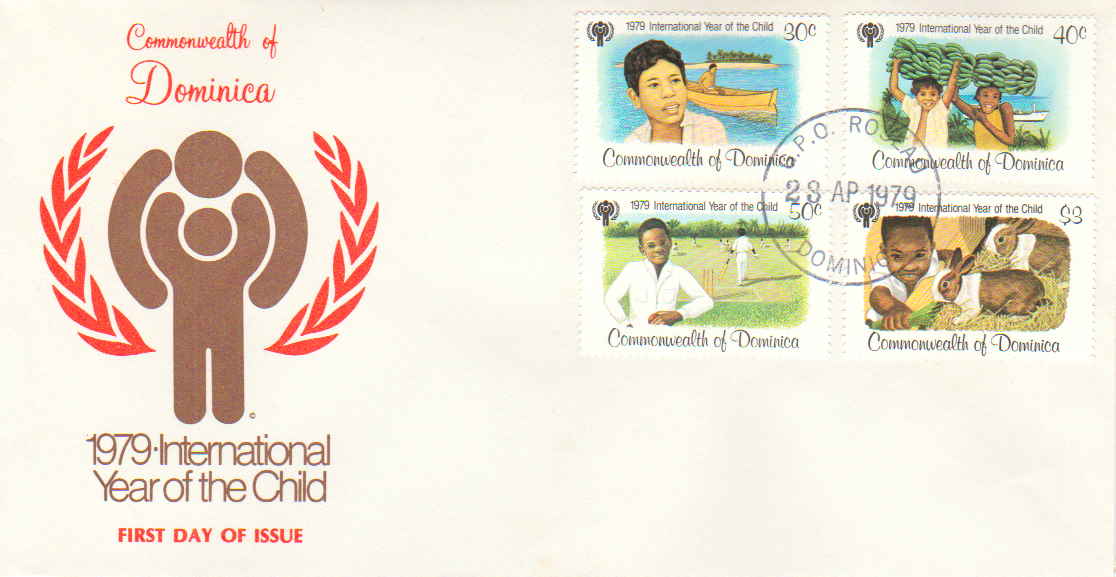 Commonwealth of
Dominica
©
1979·International
Year of the Child
FIRST DAY OF ISSUE
1979 International Year of the Child 30c
Commonwealth of Dominica
1979 International Year of the Child 40c
Commonwealth of Dominica
1979 International Year of the Child 50c
Commonwealth of Dominica
1979 International Year of the Child $3
Commonwealth of Dominica
G.P.O. ROSEAU
23 AP 1979
DOMINICA